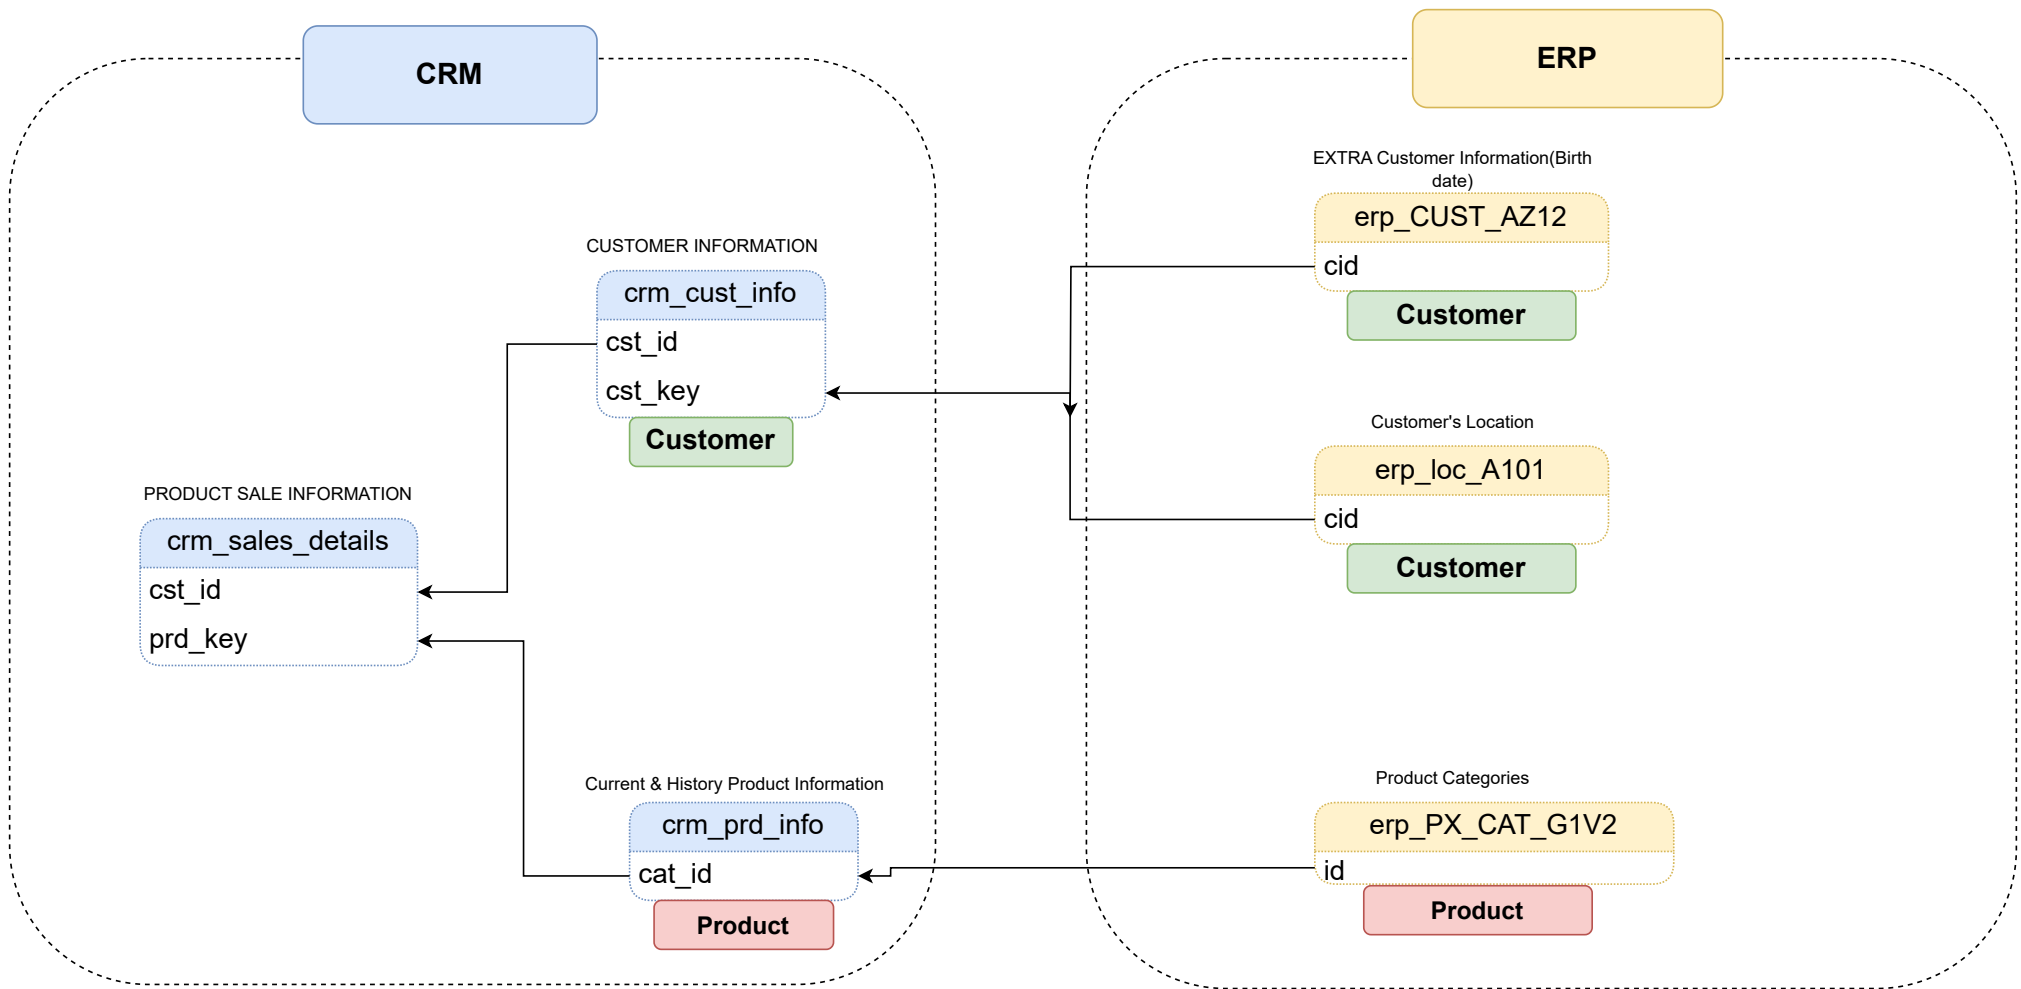 CRM
CUSTOMER INFORMATION
crm_cust_info
cst_id
cst_key
Customer
PRODUCT SALE INFORMATION
crm_sales_details
cst_id
prd_key
Current & History Product Information
crm_prd_info
cat_id
Product
ERP
EXTRA Customer Information(Birth
date)
erp_CUST_AZ12
cid
Customer
Customer's Location
erp_loc_A101
cid
Customer
Product Categories
erp_PX_CAT_G1V2
id
Product